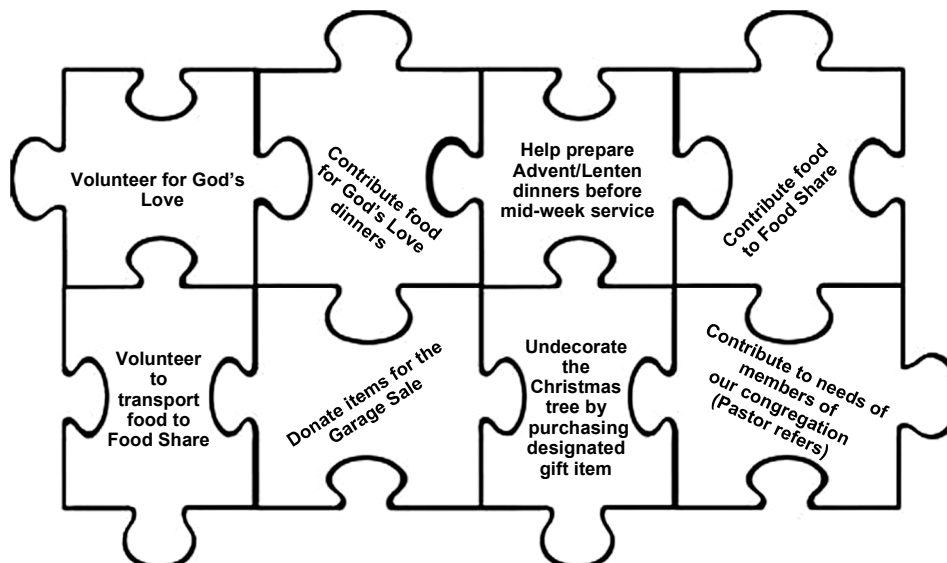 Volunteer for God's
Love
Contribute food
for God's Love
dinners
Help prepare
Advent/Lenten
dinners before
mid-week service
Contribute food
to Food Share
Volunteer
to
transport
food to
Food Share
Donate items for the
Garage Sale
Undecorate
the
Christmas
tree by
purchasing
designated
gift item
Contribute to needs of
members of
our congregation
(Pastor refers)